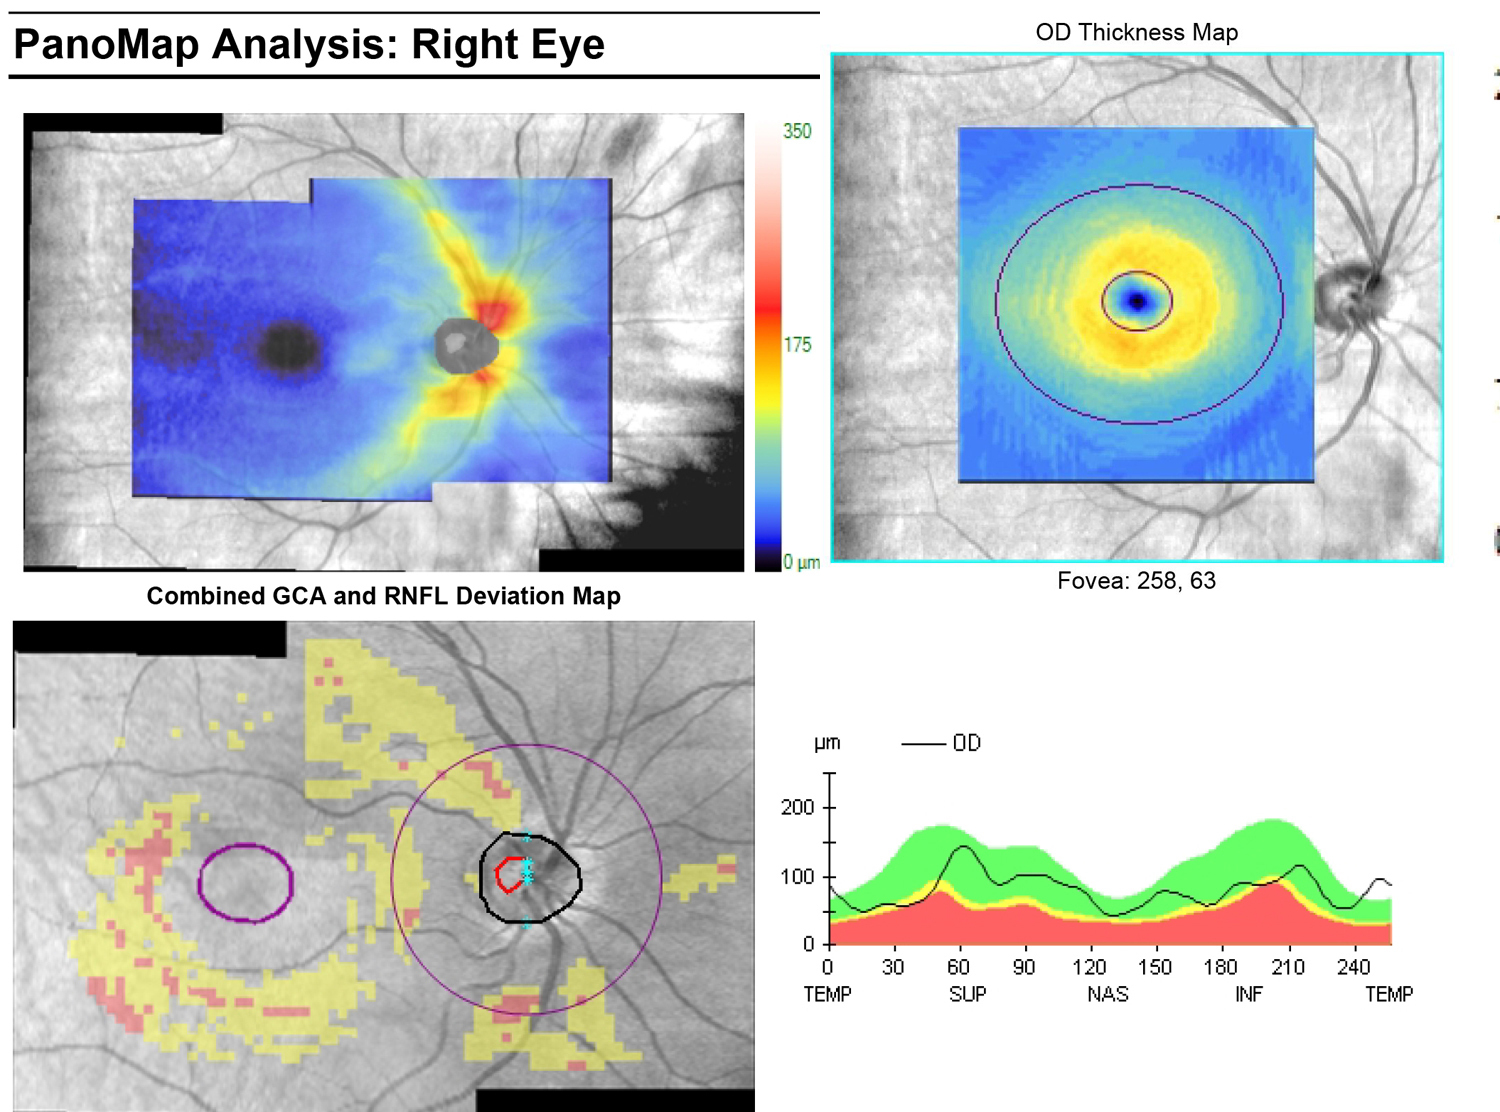 PanoMap Analysis: Right Eye
OD Thickness Map
350
175
0 µm
Fovea: 258, 63
Combined GCA and RNFL Deviation Map
µm
OD
200
100
0
0 30 60 90 120 150 180 210 240
TEMP SUP NAS INF TEMP